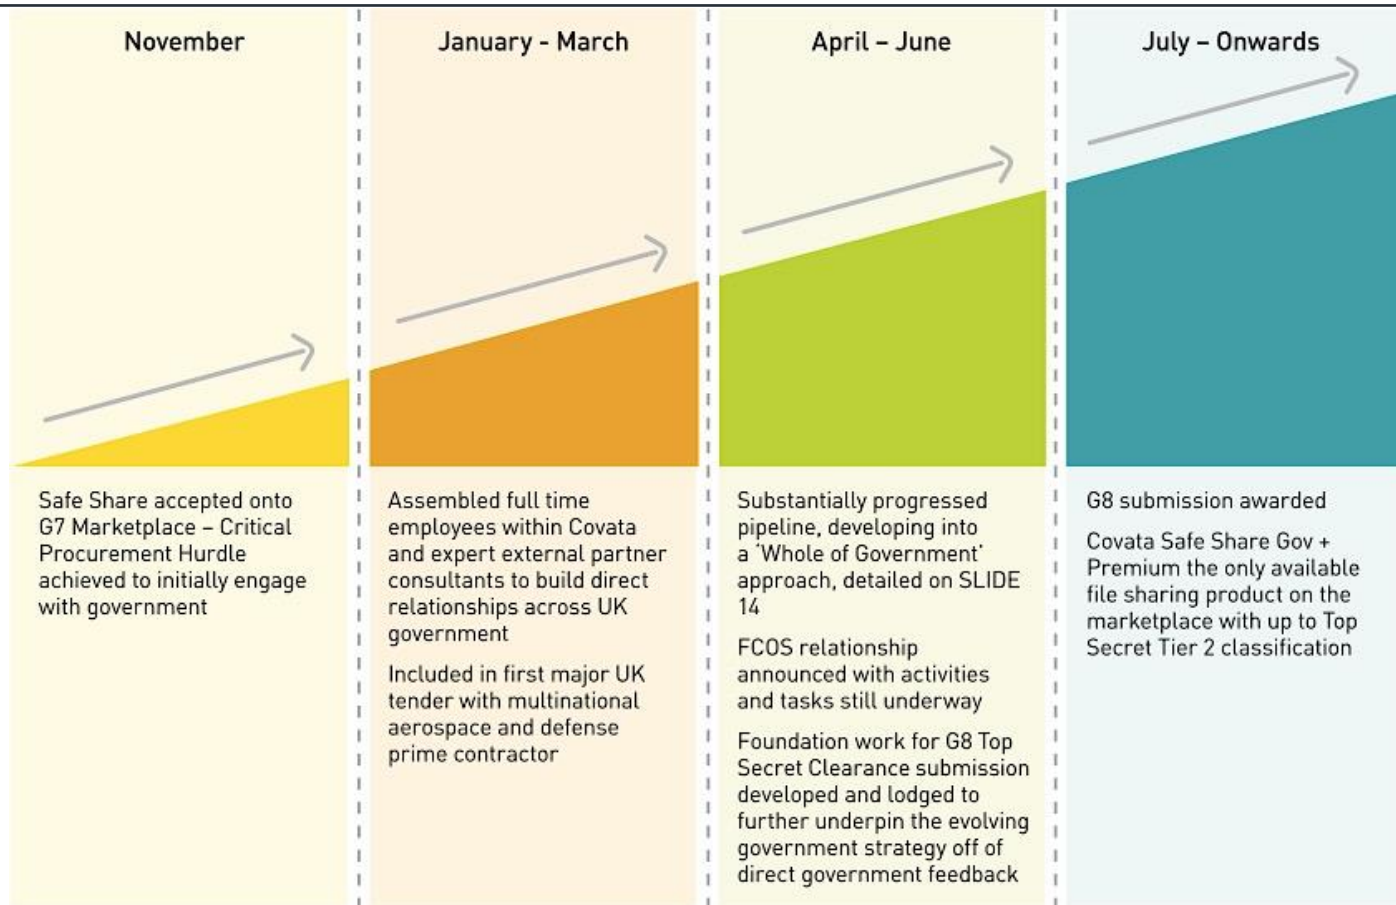 November
Safe Share accepted onto
G7 Marketplace – Critical
Procurement Hurdle
achieved to initially engage
with government
January - March
Assembled full time
employees within Covata
and expert external partner
consultants to build direct
relationships across UK
government
Included in first major UK
tender with multinational
aerospace and defense
prime contractor
April – June
Substantially progressed
pipeline, developing into
a ‘Whole of Government’
approach, detailed on SLIDE
14
FCOS relationship
announced with activities
and tasks still underway
Foundation work for G8 Top
Secret Clearance submission
developed and lodged to
further underpin the evolving
government strategy off of
direct government feedback
July – Onwards
G8 submission awarded
Covata Safe Share Gov +
Premium the only available
file sharing product on the
marketplace with up to Top
Secret Tier 2 classification